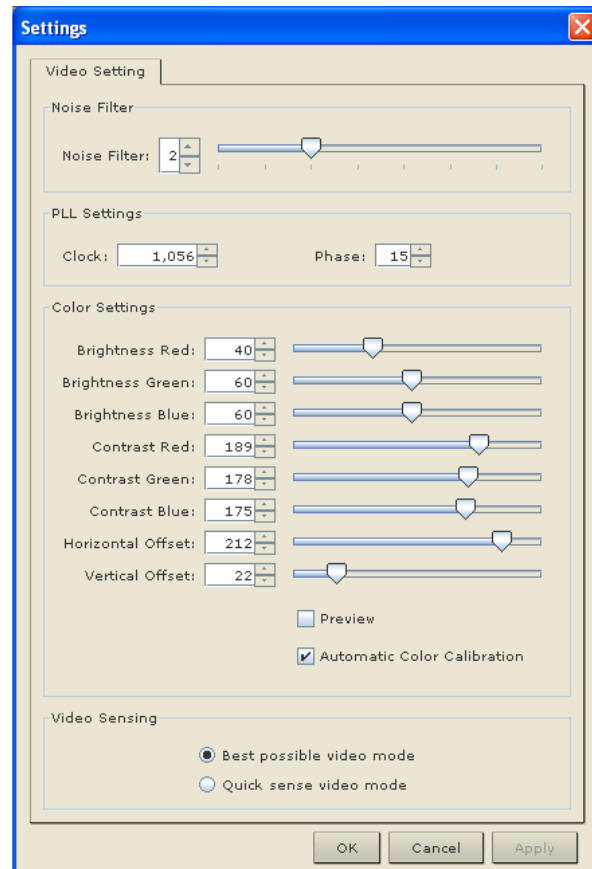 Settings
Video Setting
Noise Filter
Noise Filter: 2
PLL Settings
Clock: 1,056 Phase: 15
Color Settings
Brightness Red: 40
Brightness Green: 60
Brightness Blue: 60
Contrast Red: 189
Contrast Green: 178
Contrast Blue: 175
Horizontal Offset: 212
Vertical Offset: 22
Preview
Automatic Color Calibration
Video Sensing
Best possible video mode
Quick sense video mode
OK Cancel Apply